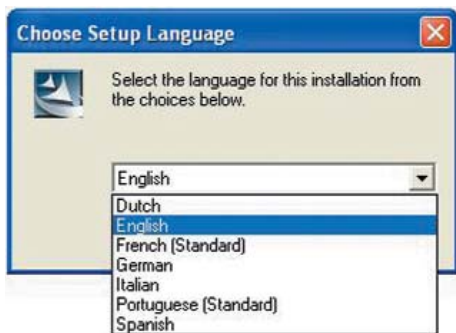 Choose Setup Language
Select the language for this installation from
the choices below.
English
Dutch
English
French (Standard)
German
Italian
Portuguese (Standard)
Spanish